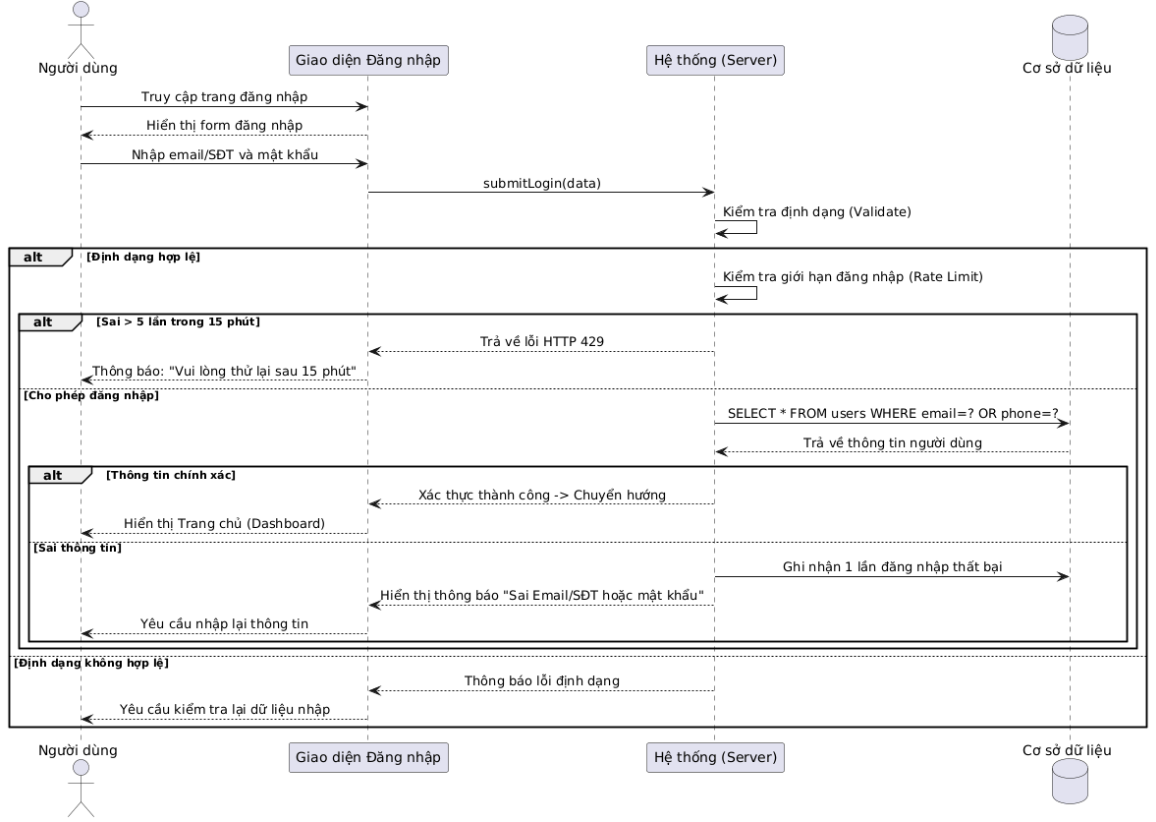 Người dùng
Giao diện Đăng nhập
Hệ thống (Server)
Cơ sở dữ liệu
Truy cập trang đăng nhập
Hiển thị form đăng nhập
Nhập email/SĐT và mật khẩu
submitLogin(data)
Kiểm tra định dạng (Validate)
alt [Định dạng hợp lệ]
Kiểm tra giới hạn đăng nhập (Rate Limit)
alt [Sai > 5 lần trong 15 phút]
Trả về lỗi HTTP 429
Thông báo: "Vui lòng thử lại sau 15 phút"
[Cho phép đăng nhập]
SELECT * FROM users WHERE email=? OR phone=?
Trả về thông tin người dùng
alt [Thông tin chính xác]
Xác thực thành công -> Chuyển hướng
Hiển thị Trang chủ (Dashboard)
[Sai thông tin]
Ghi nhận 1 lần đăng nhập thất bại
Hiển thị thông báo "Sai Email/SĐT hoặc mật khẩu"
Yêu cầu nhập lại thông tin
[Định dạng không hợp lệ]
Thông báo lỗi định dạng
Yêu cầu kiểm tra lại dữ liệu nhập
Người dùng
Giao diện Đăng nhập
Hệ thống (Server)
Cơ sở dữ liệu